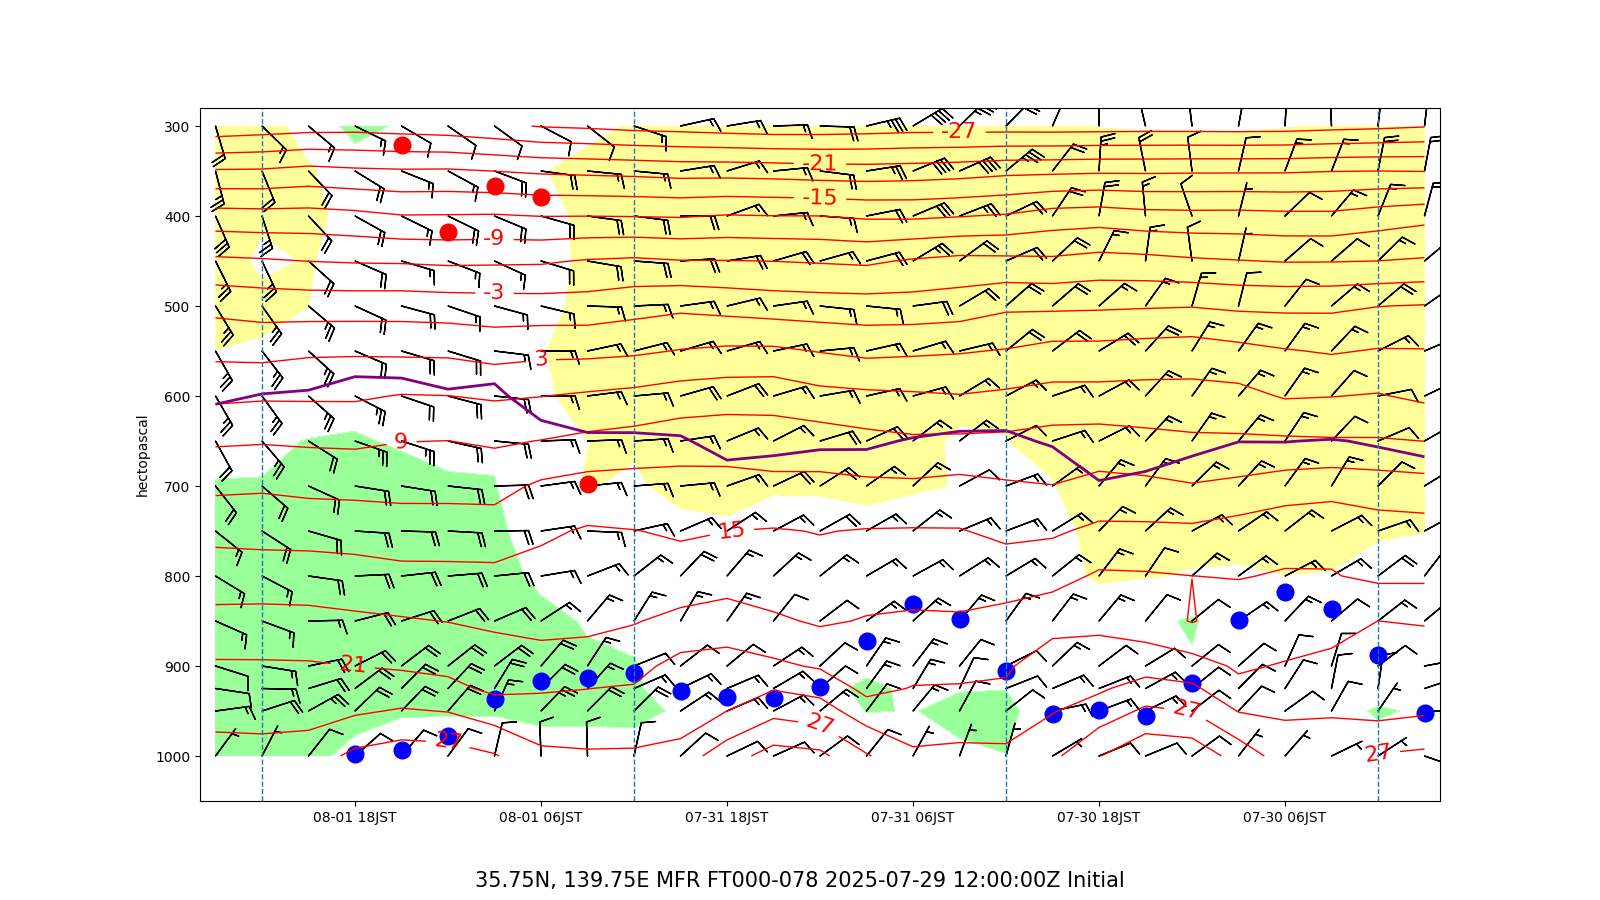 300
400
500
600
700
800
900
1000
hectopascal
-27
-21
-15
-9
-3
3
9
15
21
27
27
27
27
08-01 18JST
08-01 06JST
07-31 18JST
07-31 06JST
07-30 18JST
07-30 06JST
35.75N, 139.75E MFR FT000-078 2025-07-29 12:00:00Z Initial